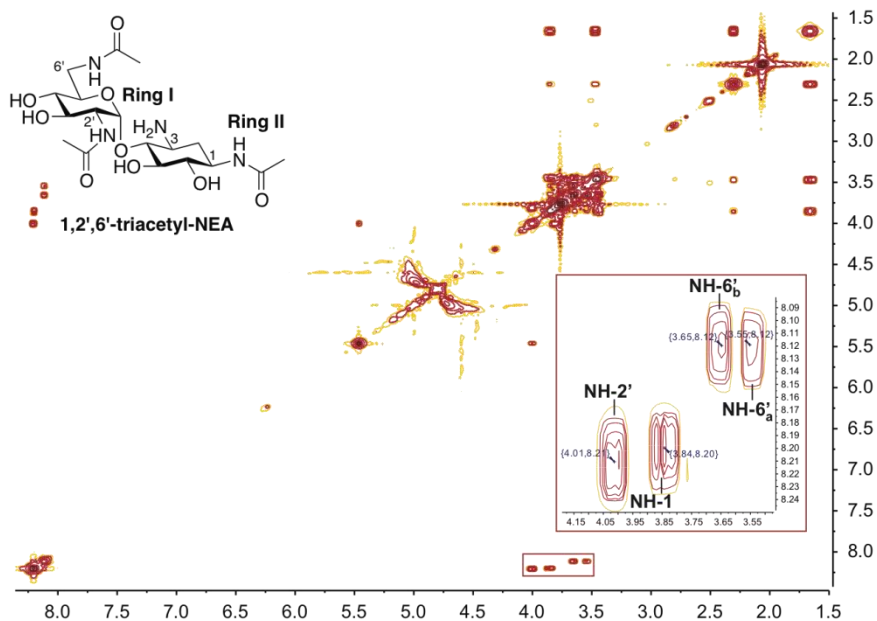 O
N
H
6'
O
HO
HO
Ring I
2'
NH
O
O
H2N
3
Ring II
1
HO
OH
N
H
O
1,2',6'-triacetyl-NEA
1.5
2.0
2.5
3.0
3.5
4.0
4.5
5.0
5.5
6.0
6.5
7.0
7.5
8.0
NH-6'b
{3.65,8.12} {3.55,8.12}
NH-6'a
NH-2'
{4.01,8.21} {3.84,8.20}
NH-1
8.09
8.10
8.11
8.12
8.13
8.14
8.15
8.16
8.17
8.18
8.19
8.20
8.21
8.22
8.23
8.24
4.15 4.05 3.95 3.85 3.75 3.65 3.55
8.0 7.5 7.0 6.5 6.0 5.5 5.0 4.5 4.0 3.5 3.0 2.5 2.0 1.5